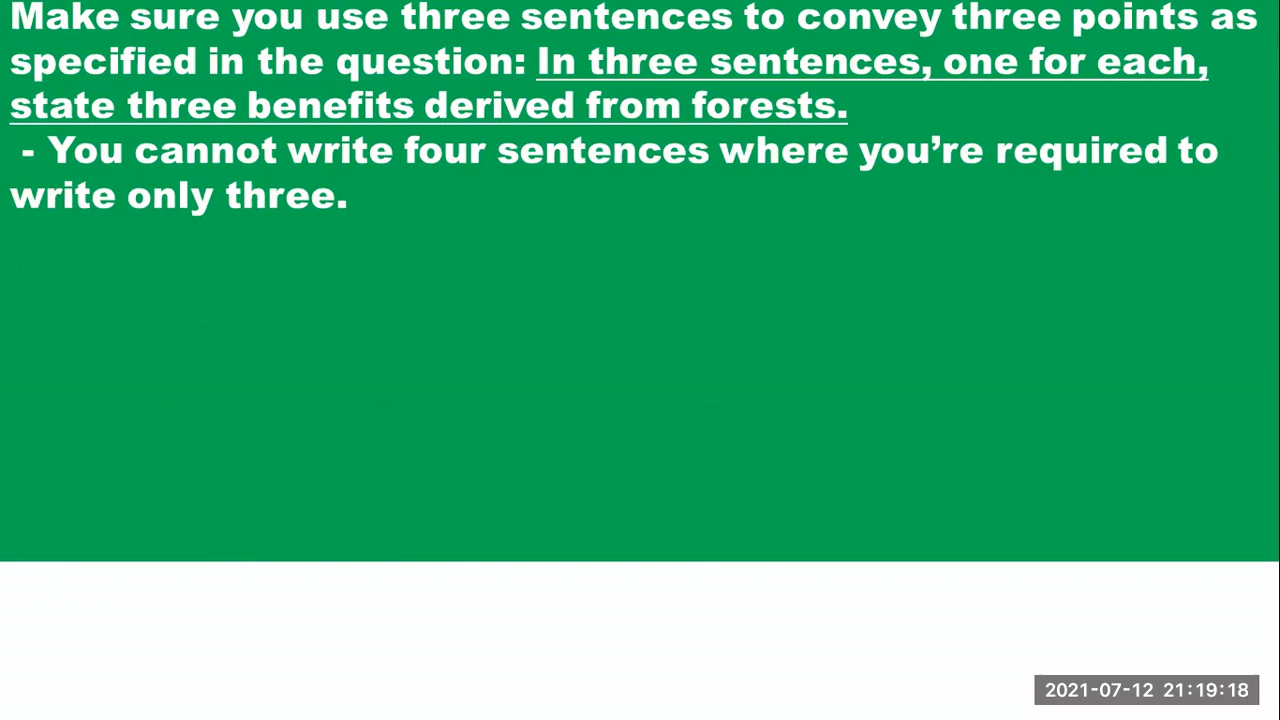 Make sure you use three sentences to convey three points as
specified in the question: In three sentences, one for each,
state three benefits derived from forests.
- You cannot write four sentences where you’re required to
write only three.
2021-07-12 21:19:18